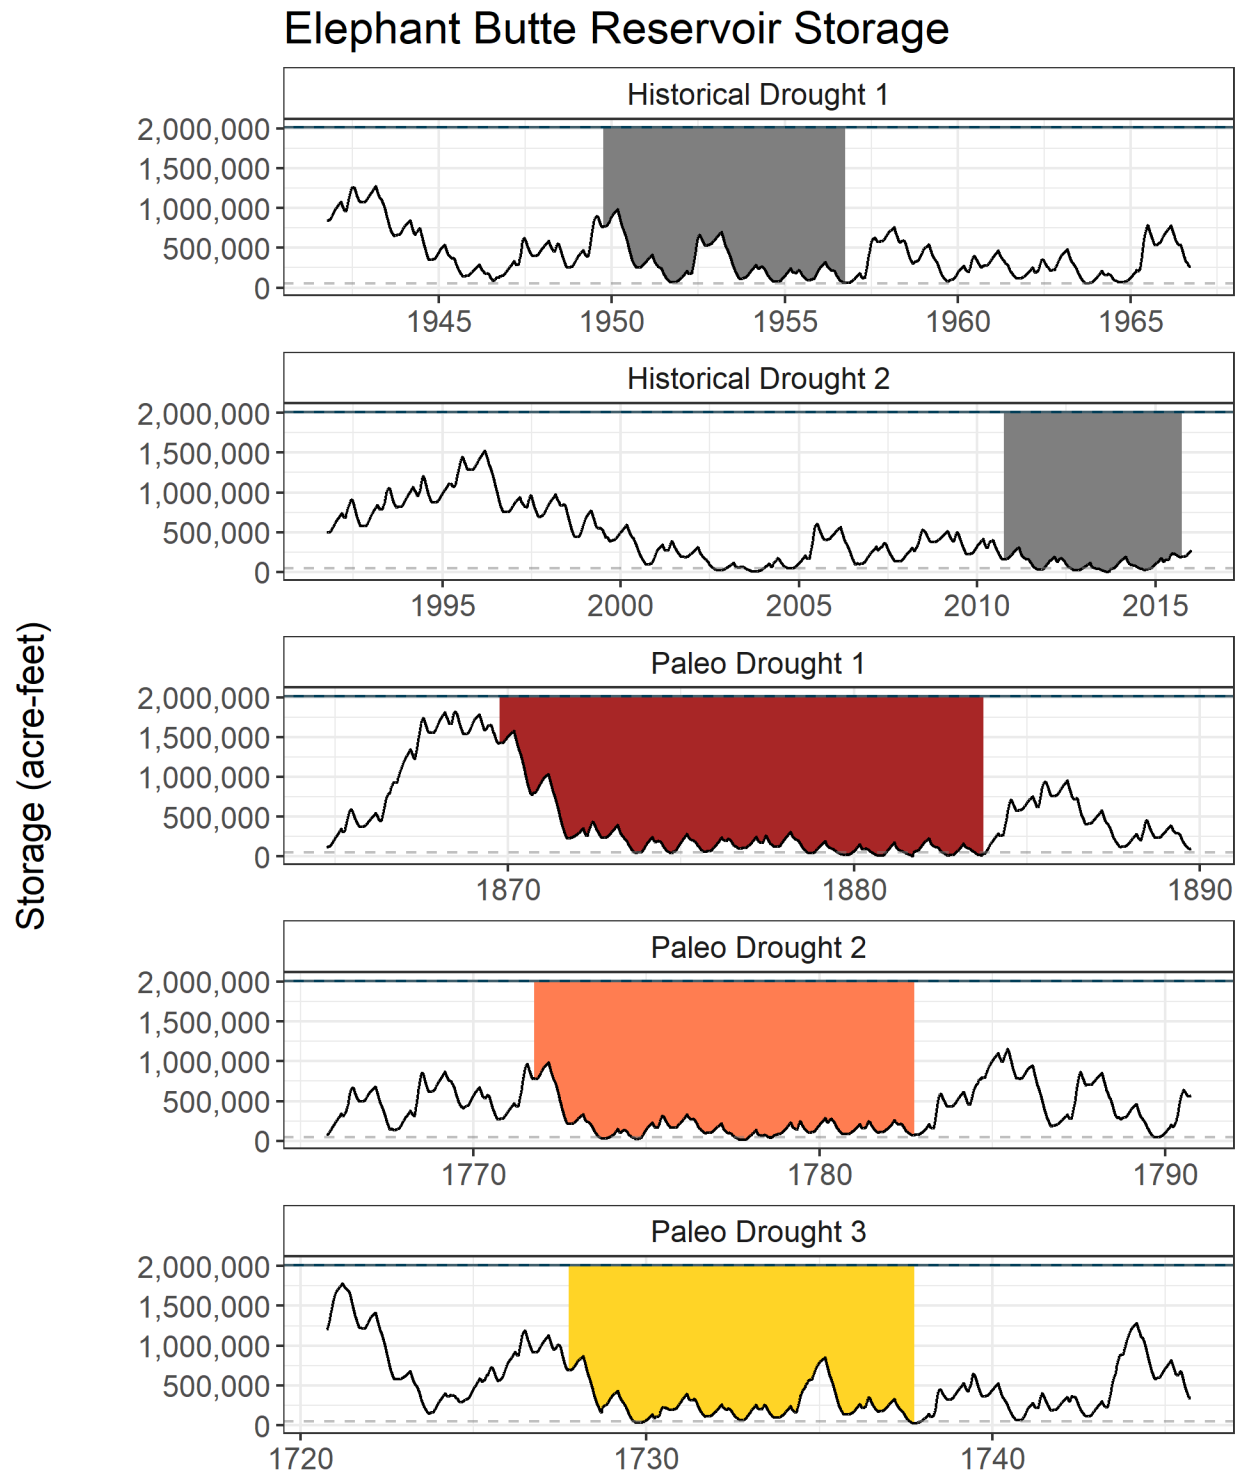 Elephant Butte Reservoir Storage
Storage (acre-feet)
Historical Drought 1
2,000,000
1,500,000
1,000,000
500,000
0
1945 1950 1955 1960 1965
Historical Drought 2
2,000,000
1,500,000
1,000,000
500,000
0
1995 2000 2005 2010 2015
Paleo Drought 1
2,000,000
1,500,000
1,000,000
500,000
0
1870 1880 1890
Paleo Drought 2
2,000,000
1,500,000
1,000,000
500,000
0
1770 1780 1790
Paleo Drought 3
2,000,000
1,500,000
1,000,000
500,000
0
1720 1730 1740